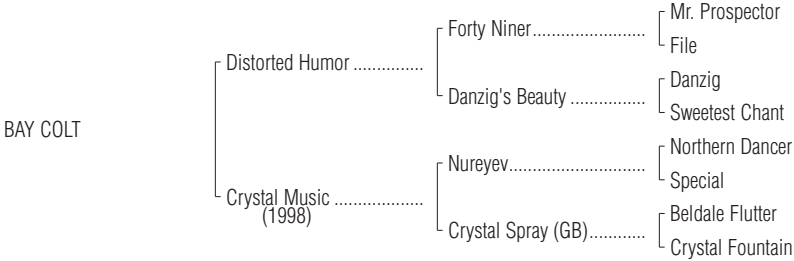 Mr. Prospector
Forty Niner.......................
File
Distorted Humor ...............
Danzig
Danzig's Beauty ................
Sweetest Chant
BAY COLT
Northern Dancer
Nureyev............................
Special
Crystal Music ...................
(1998)
Beldale Flutter
Crystal Spray (GB)............
Crystal Fountain